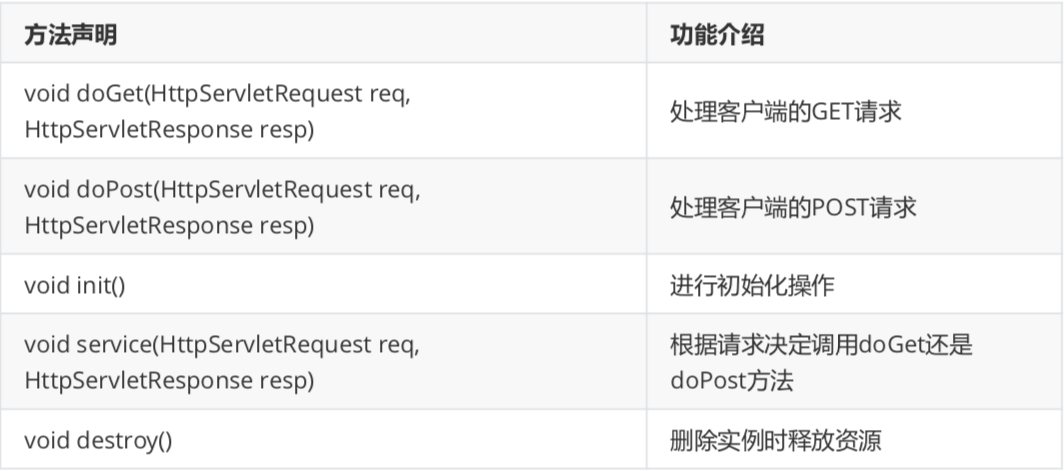 方法声明
功能介绍
void doGet(HttpServletRequest req,
HttpServletResponse resp)
处理客户端的GET请求
void doPost(HttpServletRequest req,
HttpServletResponse resp)
处理客户端的POST请求
void init()
进行初始化操作
void service(HttpServletRequest req,
HttpServletResponse resp)
根据请求决定调用doGet还是
doPost方法
void destroy()
删除实例时释放资源